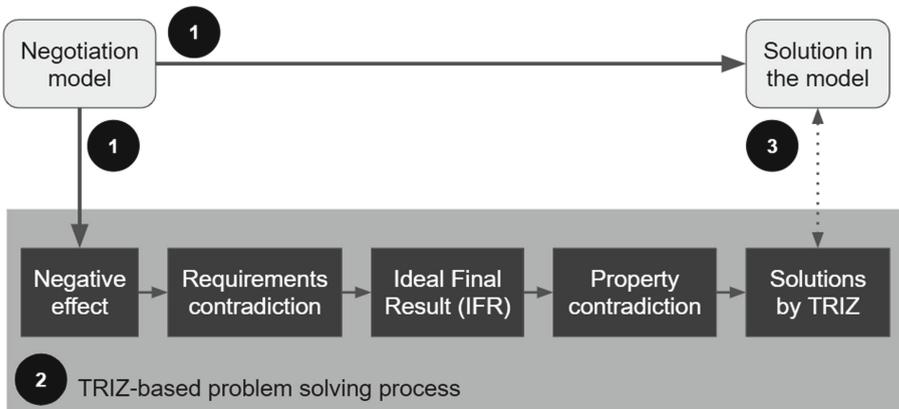 1
Negotiation
model
Solution in
the model
1
3
Negative
effect
Requirements
contradiction
Ideal Final
Result (IFR)
Property
contradiction
Solutions
by TRIZ
2
TRIZ-based problem solving process